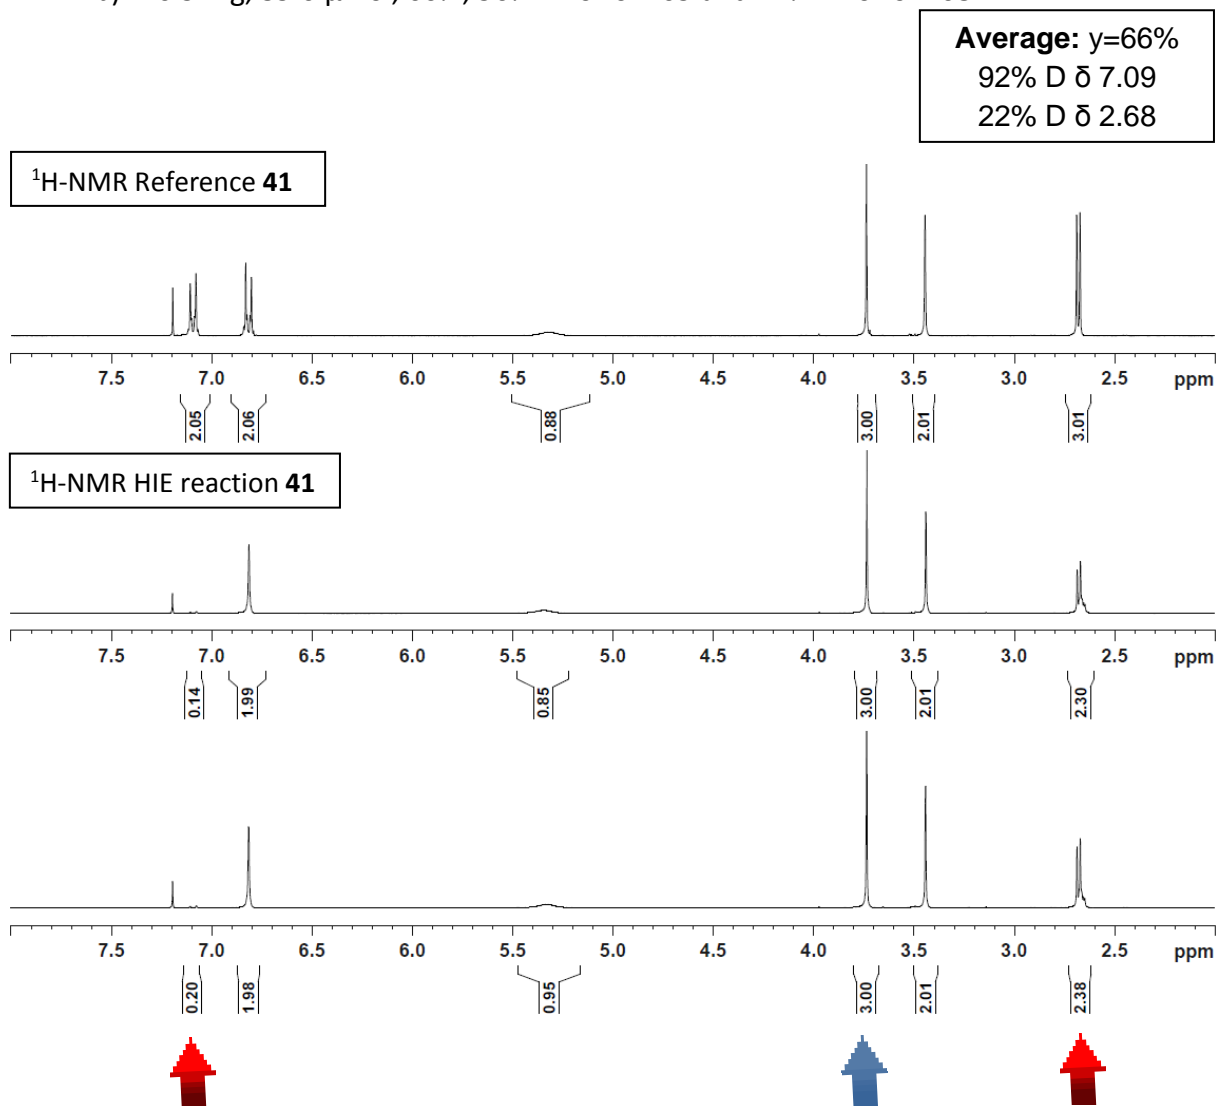 Average: y=66%
92% D δ 7.09
22% D δ 2.68
¹H-NMR Reference 41
7.5 7.0 6.5 6.0 5.5 5.0 4.5 4.0 3.5 3.0 2.5 ppm
2.05 2.06 0.88 3.00 2.01 3.01
¹H-NMR HIE reaction 41
7.5 7.0 6.5 6.0 5.5 5.0 4.5 4.0 3.5 3.0 2.5 ppm
0.14 1.99 0.85 3.00 2.01 2.30
7.5 7.0 6.5 6.0 5.5 5.0 4.5 4.0 3.5 3.0 2.5 ppm
0.20 1.98 0.95 3.00 2.01 2.38